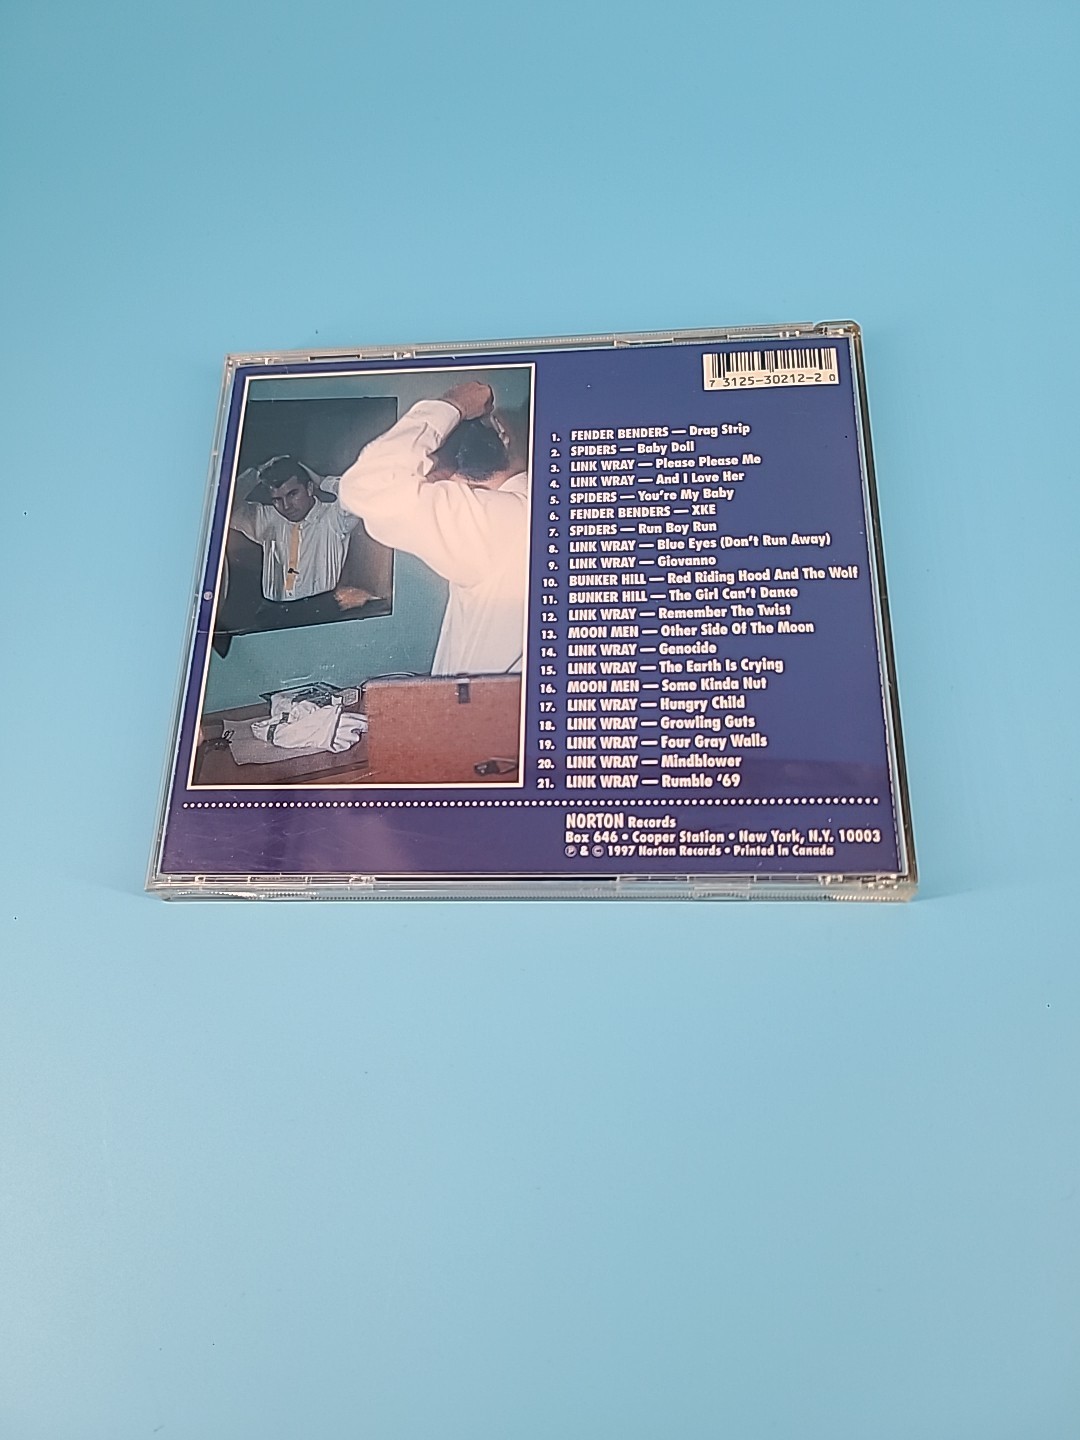 7 3125-30212-2 0
1. FENDER BENDERS — Drag Strip
2. SPIDERS — Baby Doll
3. LINK WRAY — Please Please Me
4. LINK WRAY — And I Love Her
5. SPIDERS — You're My Baby
6. FENDER BENDERS — XKE
7. SPIDERS — Run Boy Run
8. LINK WRAY — Blue Eyes (Don't Run Away)
9. LINK WRAY — Giovanno
10. BUNKER HILL — Red Riding Hood And The Wolf
11. BUNKER HILL — The Girl Can't Dance
12. LINK WRAY — Remember The Twist
13. MOON MEN — Other Side Of The Moon
14. LINK WRAY — Genocide
15. LINK WRAY — The Earth Is Crying
16. MOON MEN — Some Kinda Nut
17. LINK WRAY — Hungry Child
18. LINK WRAY — Growling Guts
19. LINK WRAY — Four Gray Walls
20. LINK WRAY — Mindblower
21. LINK WRAY — Rumble '69
NORTON Records
Box 646 • Cooper Station • New York, N.Y. 10003
℗ & © 1997 Norton Records • Printed in Canada